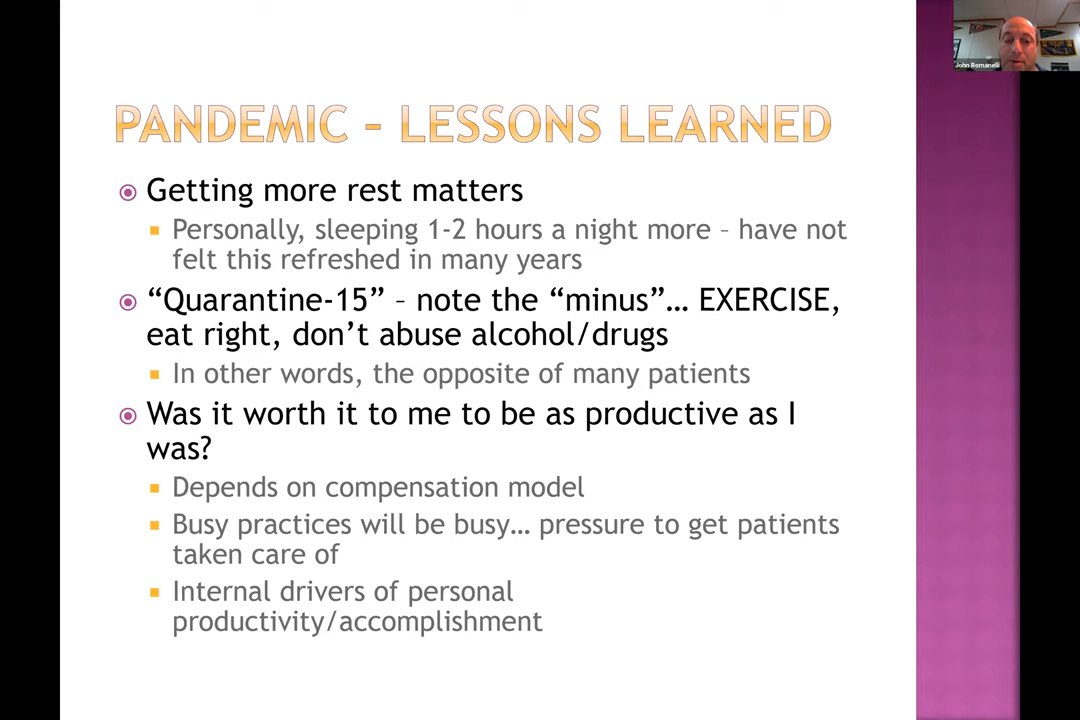 John Romanelli
PANDEMIC – LESSONS LEARNED
Getting more rest matters
Personally, sleeping 1-2 hours a night more – have not
felt this refreshed in many years
“Quarantine-15” – note the “minus”… EXERCISE,
eat right, don’t abuse alcohol/drugs
In other words, the opposite of many patients
Was it worth it to me to be as productive as I
was?
Depends on compensation model
Busy practices will be busy… pressure to get patients
taken care of
Internal drivers of personal
productivity/accomplishment